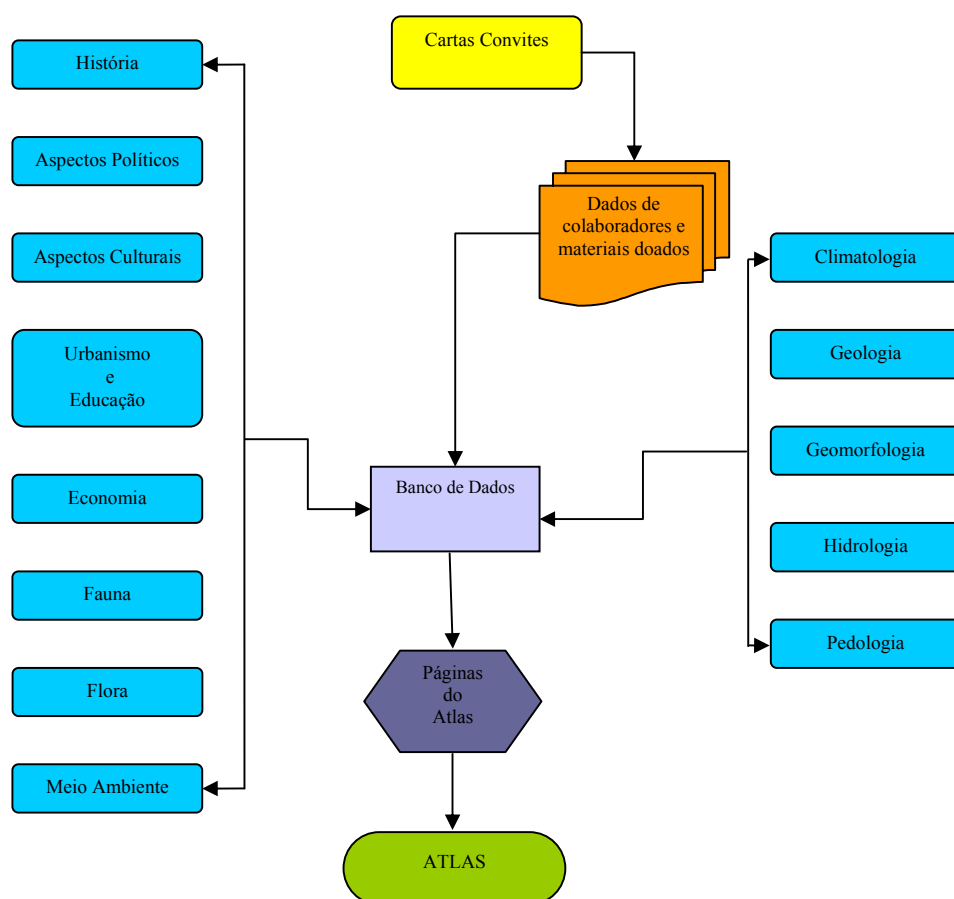 Cartas Convites
História
Aspectos Políticos
Aspectos Culturais
Urbanismo
e
Educação
Economia
Fauna
Flora
Meio Ambiente
Dados de
colaboradores e
materiais doados
Banco de Dados
Páginas
do
Atlas
ATLAS
Climatologia
Geologia
Geomorfologia
Hidrologia
Pedologia